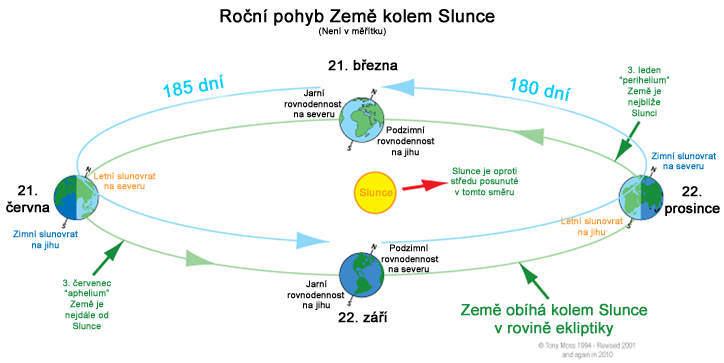 Roční pohyb Země kolem Slunce
(Není v měřítku)
185 dní
21. března
180 dní
3. leden
"perihelium"
Země je
nejblíže
Slunci
Jarní
rovnodennost
na severu
N
S
Podzimní
rovnodennost
na jihu
21.
června
N
S
Letní slunovrat
na severu
Zimní slunovrat
na jihu
Slunce
Slunce je oproti
středu posunuté
v tomto směru
Zimní slunovrat
na severu
N
S
22.
prosince
Letní slunovrat
na jihu
3. červenec
"aphelium"
Země je
nejdále od
Slunce
N
S
Podzimní
rovnodennost
na severu
Jarní
rovnodennost
na jihu
22. září
Země obíhá kolem Slunce
v rovině ekliptiky
© Tony Moss 1994 - Revised 2001
and again in 2010